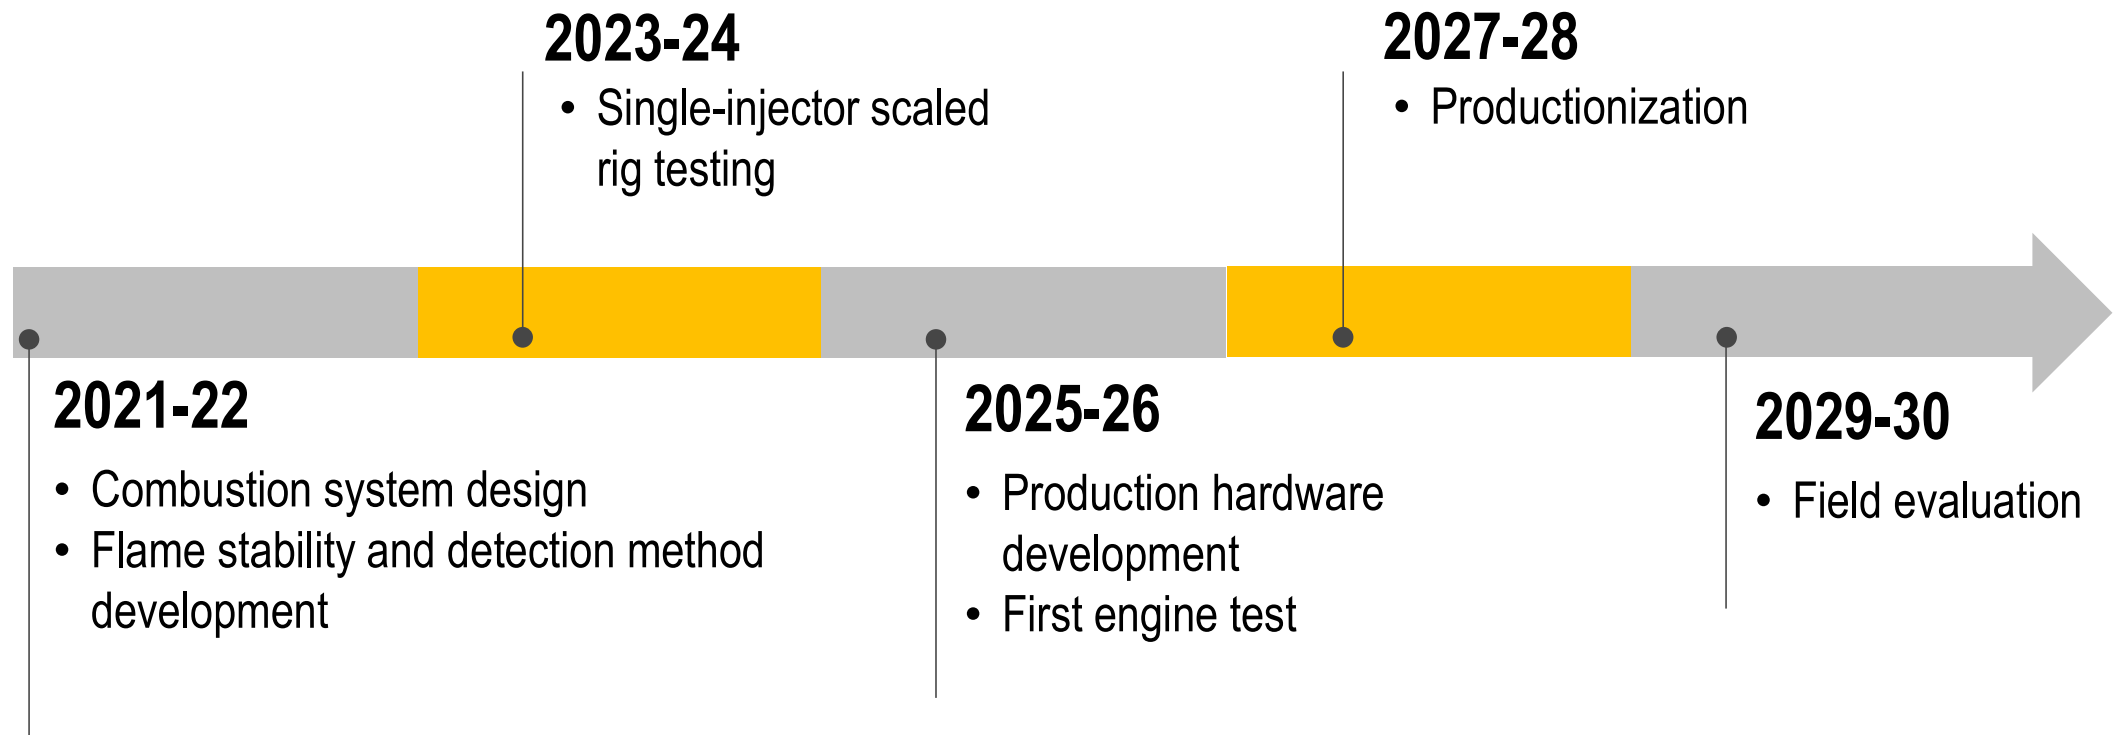 2023-24
• Single-injector scaled
rig testing
2027-28
• Productionization
2021-22
• Combustion system design
• Flame stability and detection method
development
2025-26
• Production hardware
development
• First engine test
2029-30
• Field evaluation